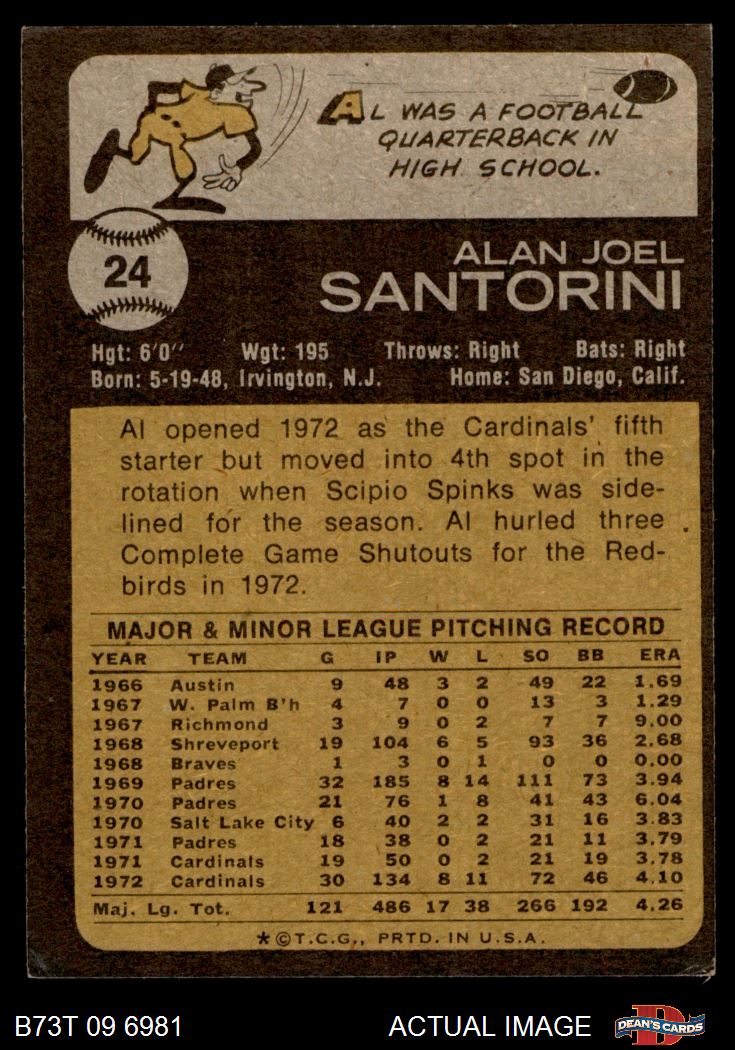 AL WAS A FOOTBALL
QUARTERBACK IN
HIGH SCHOOL.
24
ALAN JOEL
SANTORINI
Hgt: 6'0'' Wgt: 195 Throws: Right Bats: Right
Born: 5-19-48, Irvington, N.J. Home: San Diego, Calif.
Al opened 1972 as the Cardinals' fifth
starter but moved into 4th spot in the
rotation when Scipio Spinks was side-
lined for the season. Al hurled three
Complete Game Shutouts for the Red-
birds in 1972.
MAJOR & MINOR LEAGUE PITCHING RECORD
YEAR TEAM G IP W L SO BB ERA
1966 Austin 9 48 3 2 49 22 1.69
1967 W. Palm B'h 4 7 0 0 13 3 1.29
1967 Richmond 3 9 0 2 7 7 9.00
1968 Shreveport 19 104 6 5 93 36 2.68
1968 Braves 1 3 0 1 0 0 0.00
1969 Padres 32 185 8 14 111 73 3.94
1970 Padres 21 76 1 8 41 43 6.04
1970 Salt Lake City 6 40 2 2 31 16 3.83
1971 Padres 18 38 0 2 21 11 3.79
1971 Cardinals 19 50 0 2 21 19 3.78
1972 Cardinals 30 134 8 11 72 46 4.10
Maj. Lg. Tot. 121 486 17 38 266 192 4.26
*©T.C.G., PRTD. IN U.S.A.
B73T 09 6981 ACTUAL IMAGE D DEAN'S CARDS